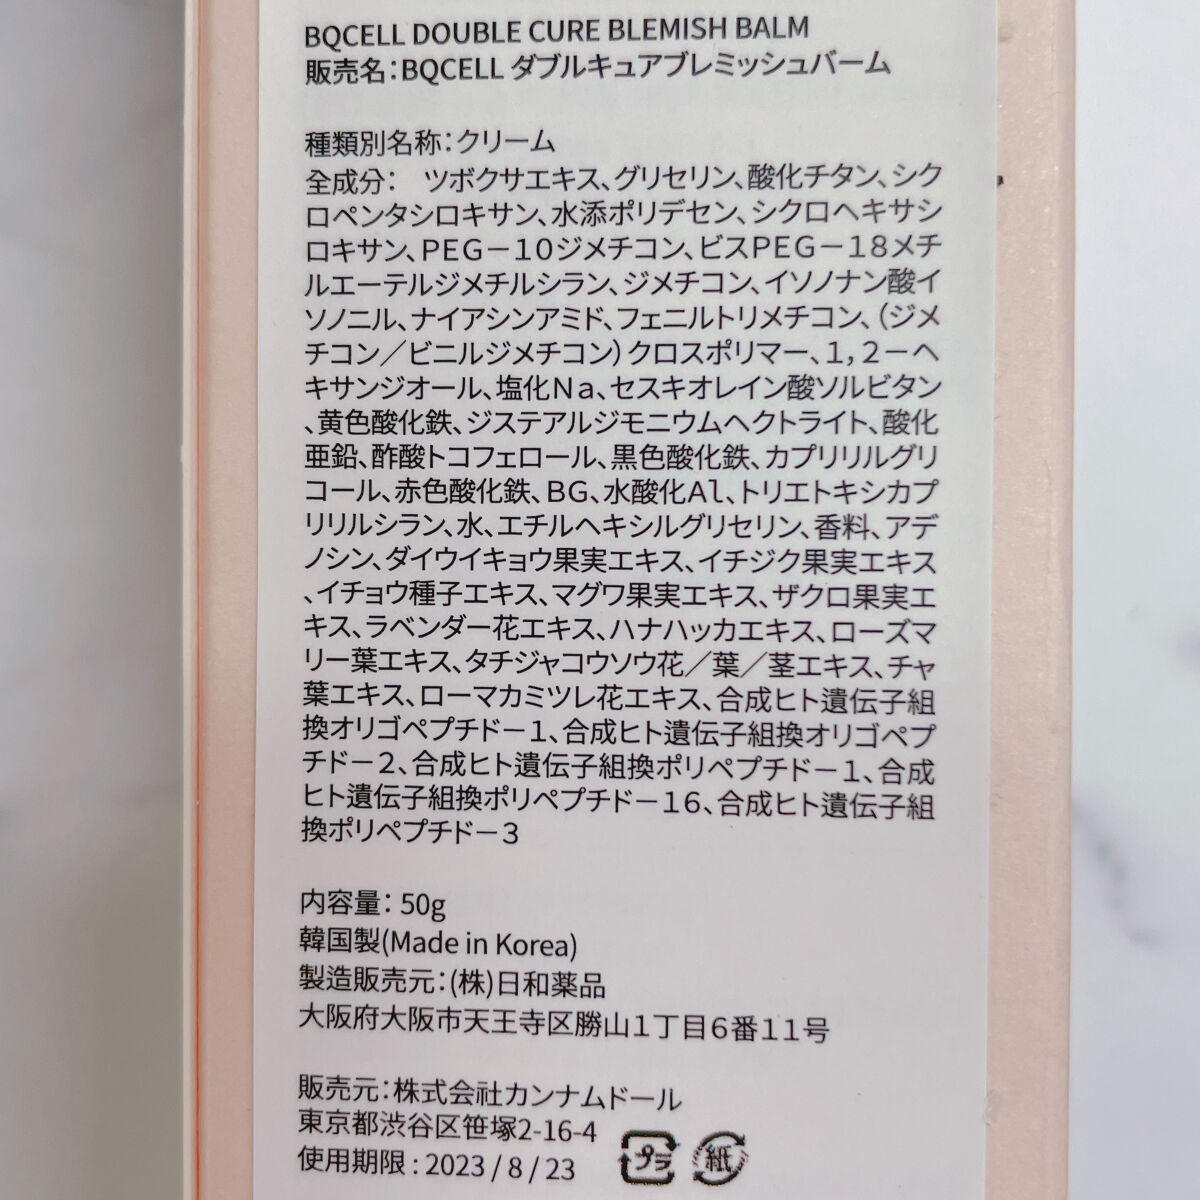 BQCELL DOUBLE CURE BLEMISH BALM
販売名:BQCELL ダブルキュアブレミッシュバーム
種類別名称:クリーム
全成分: ツボクサエキス、グリセリン、酸化チタン、シク
ロペンタシロキサン、水添ポリデセン、シクロヘキサシ
ロキサン、PEG－10ジメチコン、ビスPEG－18メチ
ルエーテルジメチルシラン、ジメチコン、イソノナン酸イ
ソノニル、ナイアシンアミド、フェニルトリメチコン、（ジメ
チコン／ビニルジメチコン）クロスポリマー、1,2－ヘ
キサンジオール、塩化Na、セスキオレイン酸ソルビタン
、黄色酸化鉄、ジステアルジモニウムヘクトライト、酸化
亜鉛、酢酸トコフェロール、黒色酸化鉄、カプリリルグリ
コール、赤色酸化鉄、BG、水酸化Al、トリエトキシカプ
リリルシラン、水、エチルヘキシルグリセリン、香料、アデ
ノシン、ダイウイキョウ果実エキス、イチジク果実エキス
、イチョウ種子エキス、マグワ果実エキス、ザクロ果実エ
キス、ラベンダー花エキス、ハナハッカエキス、ローズマ
リー葉エキス、タチジャコウソウ花／葉／茎エキス、チャ
葉エキス、ローマカミツレ花エキス、合成ヒト遺伝子組
換オリゴペプチド－1、合成ヒト遺伝子組換オリゴペプ
チド－2、合成ヒト遺伝子組換ポリペプチド－1、合成
ヒト遺伝子組換ポリペプチド－16、合成ヒト遺伝子組
換ポリペプチド－3
内容量: 50g
韓国製(Made in Korea)
製造販売元:(株)日和薬品
大阪府大阪市天王寺区勝山1丁目6番11号
販売元:株式会社カンナムドール
東京都渋谷区笹塚2-16-4
使用期限 : 2023 / 8 / 23
プラ 紙